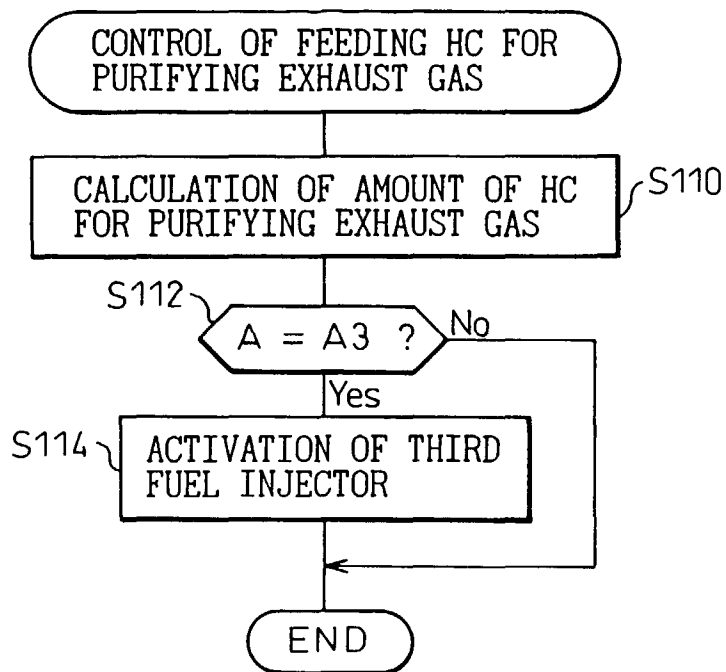 CONTROL OF FEEDING HC FOR
PURIFYING EXHAUST GAS
CALCULATION OF AMOUNT OF HC
FOR PURIFYING EXHAUST GAS
S110
S112
A = A3 ?
No
Yes
S114
ACTIVATION OF THIRD
FUEL INJECTOR
END